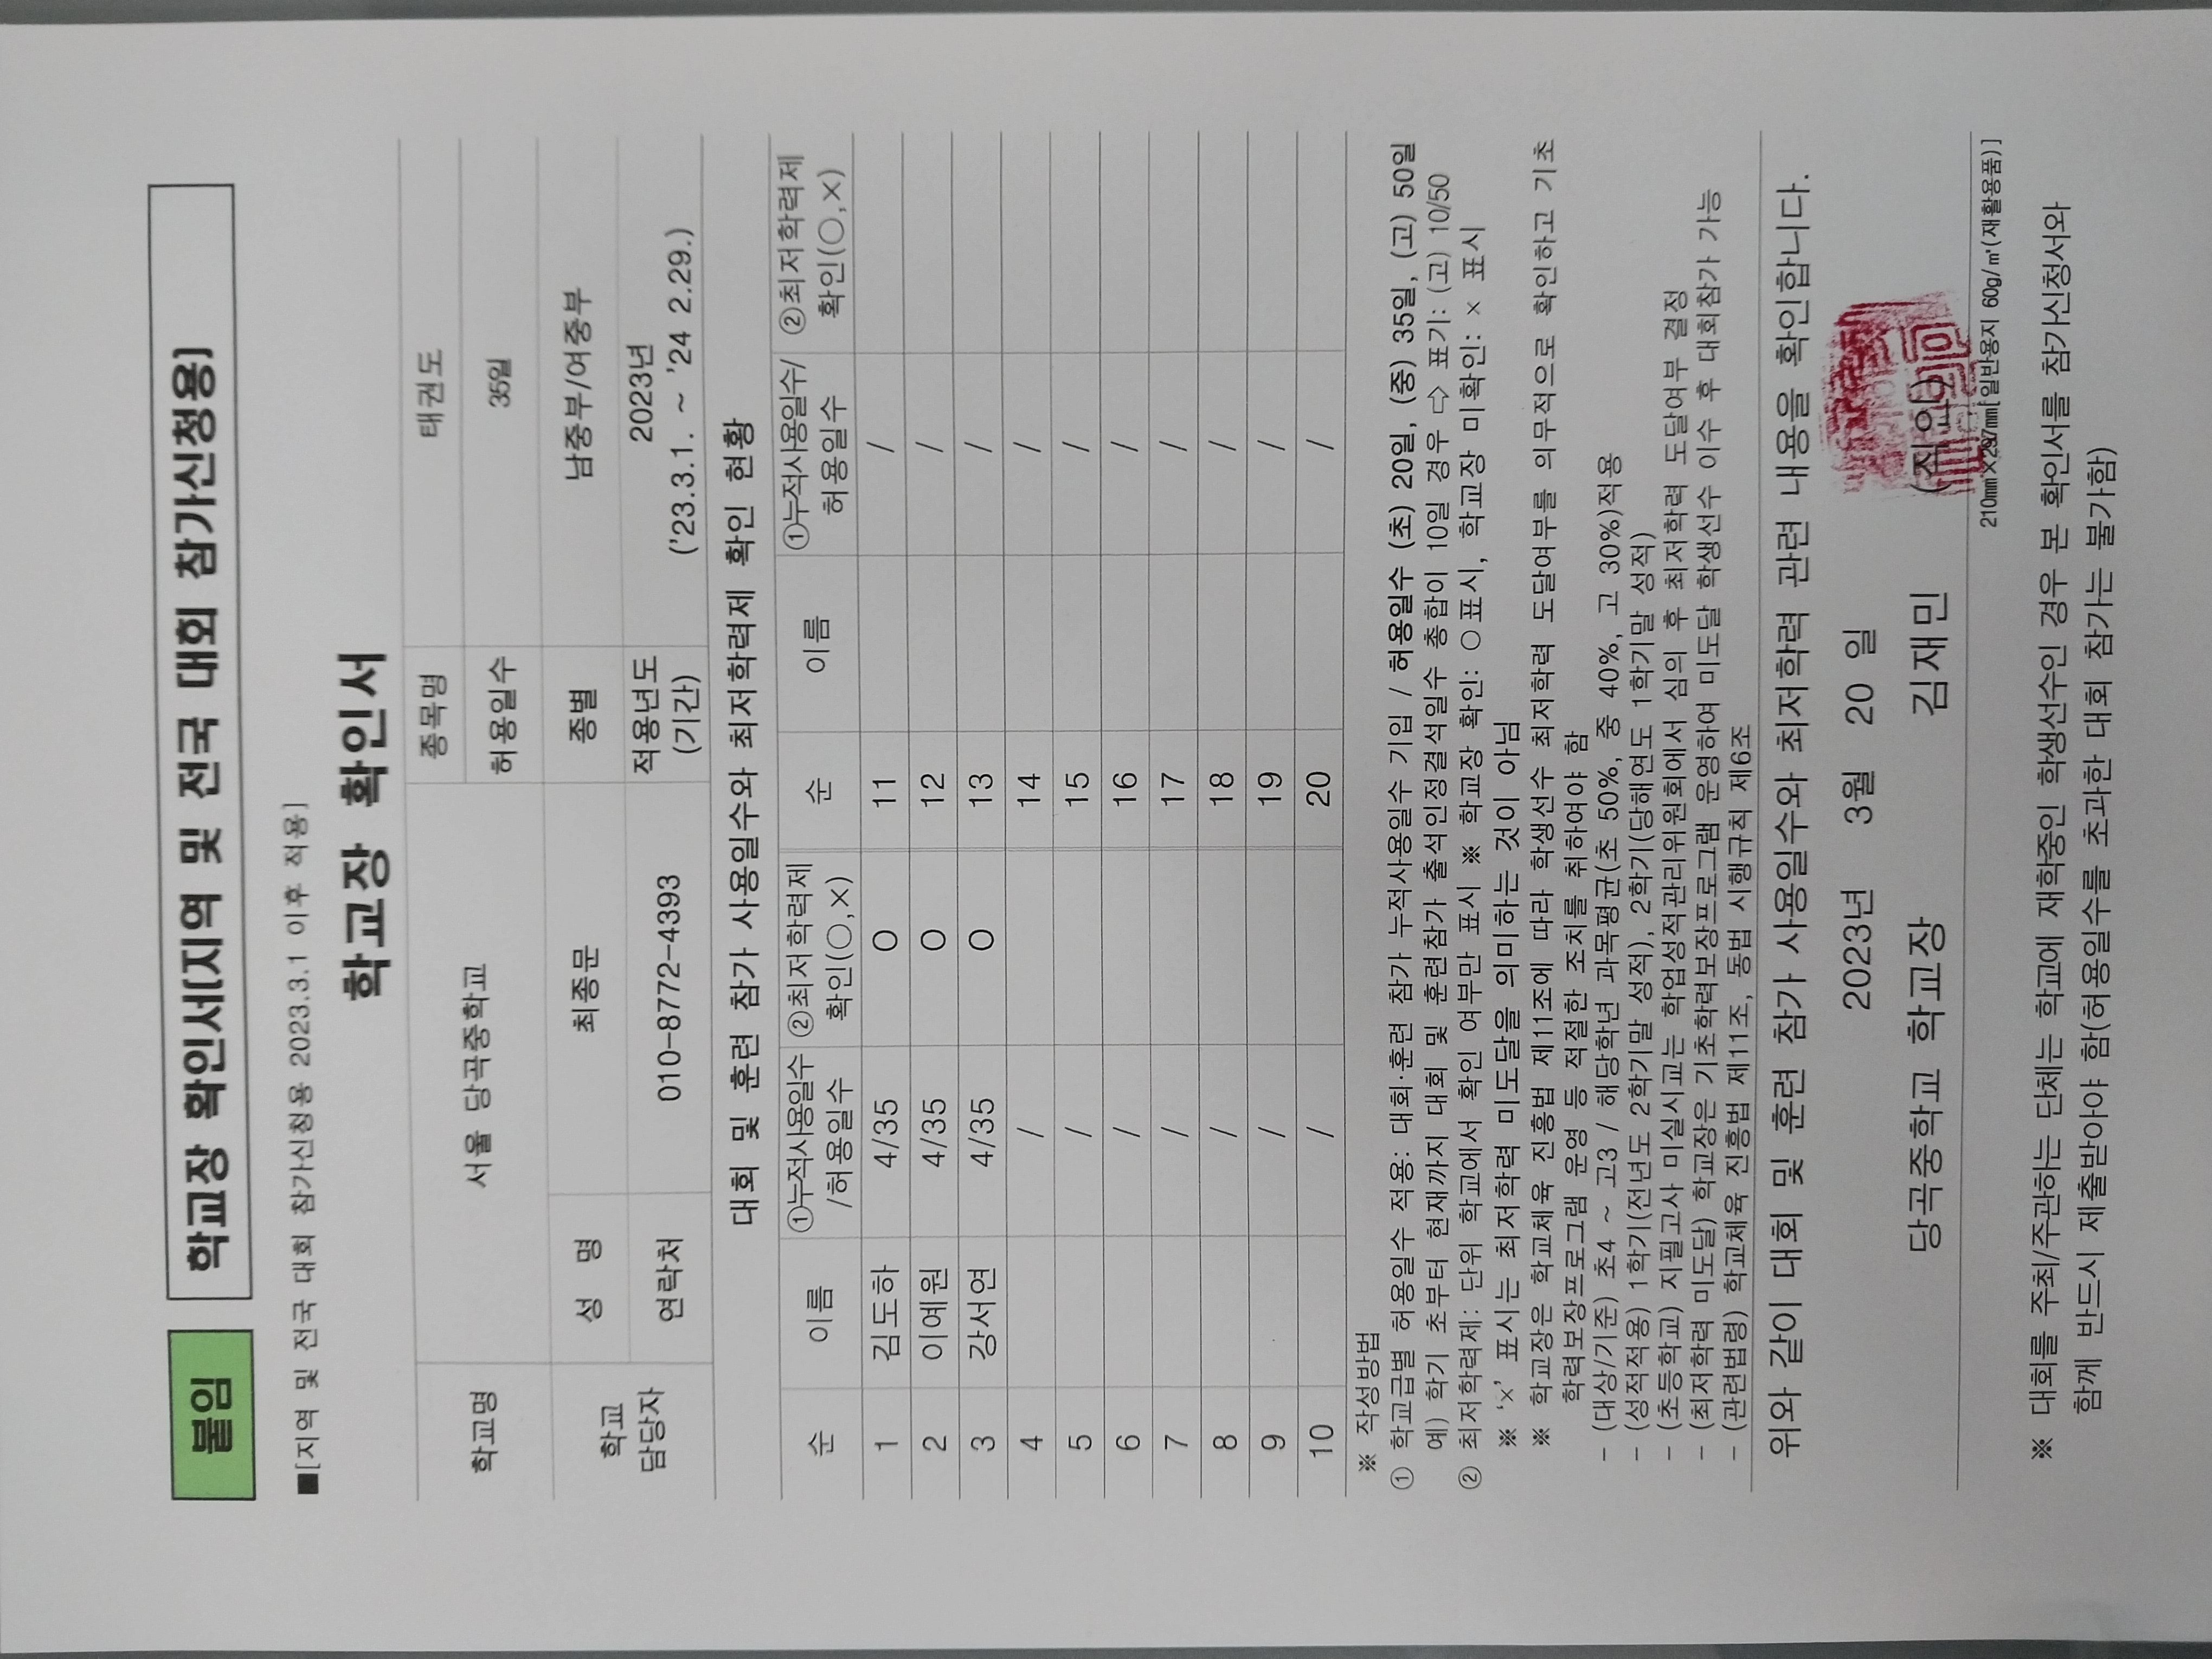 붙임
학교장 확인서(지역 및 전국 대회 참가신청용)
■[지역 및 전국 대회 참가신청용 2023.3.1 이후 적용]
학교장 확인서
학교명 서울 당곡중학교 종목명 태권도
허용일수 35일
학교 담당자 성 명 최종문 종별 남중부/여중부
연락처 010-8772-4393 적용년도 (기간) 2023년 ('23.3.1. ~ '24 2.29.)
대회 및 훈련 참가 사용일수와 최저학력제 확인 현황
순 이름 ①누적사용일수/허용일수 ②최저학력제 확인(○,×) 순 이름 ①누적사용일수/허용일수 ②최저학력제 확인(○,×)
1 김도하 4/35 O 11 /
2 이예원 4/35 O 12 /
3 강서연 4/35 O 13 /
4 / 14 /
5 / 15 /
6 / 16 /
7 / 17 /
8 / 18 /
9 / 19 /
10 / 20 /
※ 작성방법
① 학교급별 허용일수 적용: 대회·훈련 참가 누적사용일수 기입 / 허용일수 (초) 20일, (중) 35일, (고) 50일
예) 학기 초부터 현재까지 대회 및 훈련참가 출석인정결석일수 총합이 10일 경우 ⇨ 표기: (고) 10/50
② 최저학력제: 단위 학교에서 확인 여부만 표시 ※ 학교장 확인: ○표시, 학교장 미확인: × 표시
※ '×' 표시는 최저학력 미도달을 의미하는 것이 아님
※ 학교장은 학교체육 진흥법 제11조에 따라 학생선수 최저학력 도달여부를 의무적으로 확인하고 기초
학력보장프로그램 운영 등 적절한 조치를 취하여야 함
- (대상/기준) 초4 ~ 고3 / 해당학년 과목평균(초 50%, 중 40%, 고 30%)적용
- (성적적용) 1학기(전년도 2학기말 성적), 2학기(당해연도 1학기말 성적)
- (초등학교) 지필고사 미실시교는 학업성적관리위원회에서 심의 후 최저학력 도달여부 결정
- (최저학력 미도달) 학교장은 기초학력보장프로그램 운영하여 미도달 학생선수 이수 후 대회참가 가능
- (관련법령) 학교체육 진흥법 제11조, 동법 시행규칙 제6조
위와 같이 대회 및 훈련 참가 사용일수와 최저학력 관련 내용을 확인합니다.
2023년 3월 20 일
당곡중학교 학교장 김재민 (직인)
210㎜×297㎜[일반용지 60g/㎡(재활용품)]
※ 대회를 주최/주관하는 단체는 학교에 재학중인 학생선수인 경우 본 확인서를 참가신청서와
함께 반드시 제출받아야 함(허용일수를 초과한 대회 참가는 불가함)